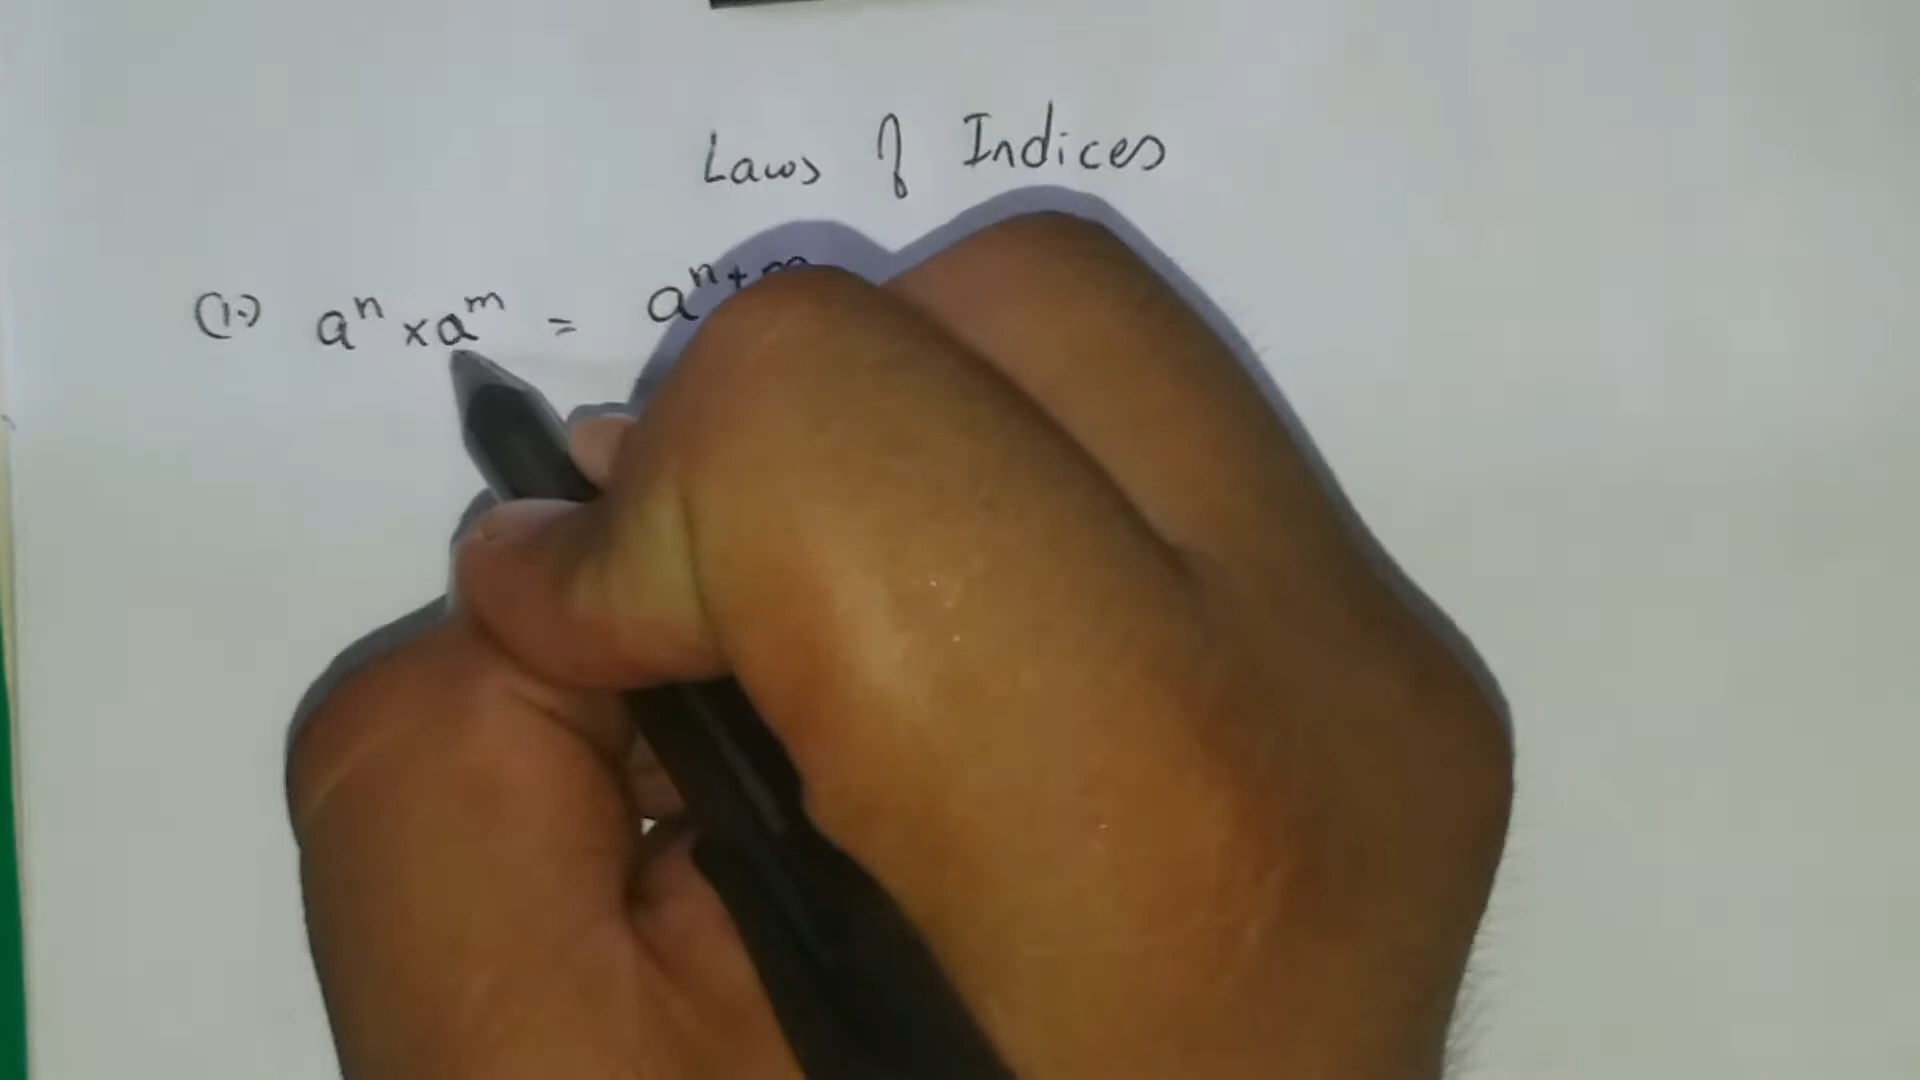 Laws of Indices
(1.) aⁿ × aᵐ = aⁿ⁺ᵐ